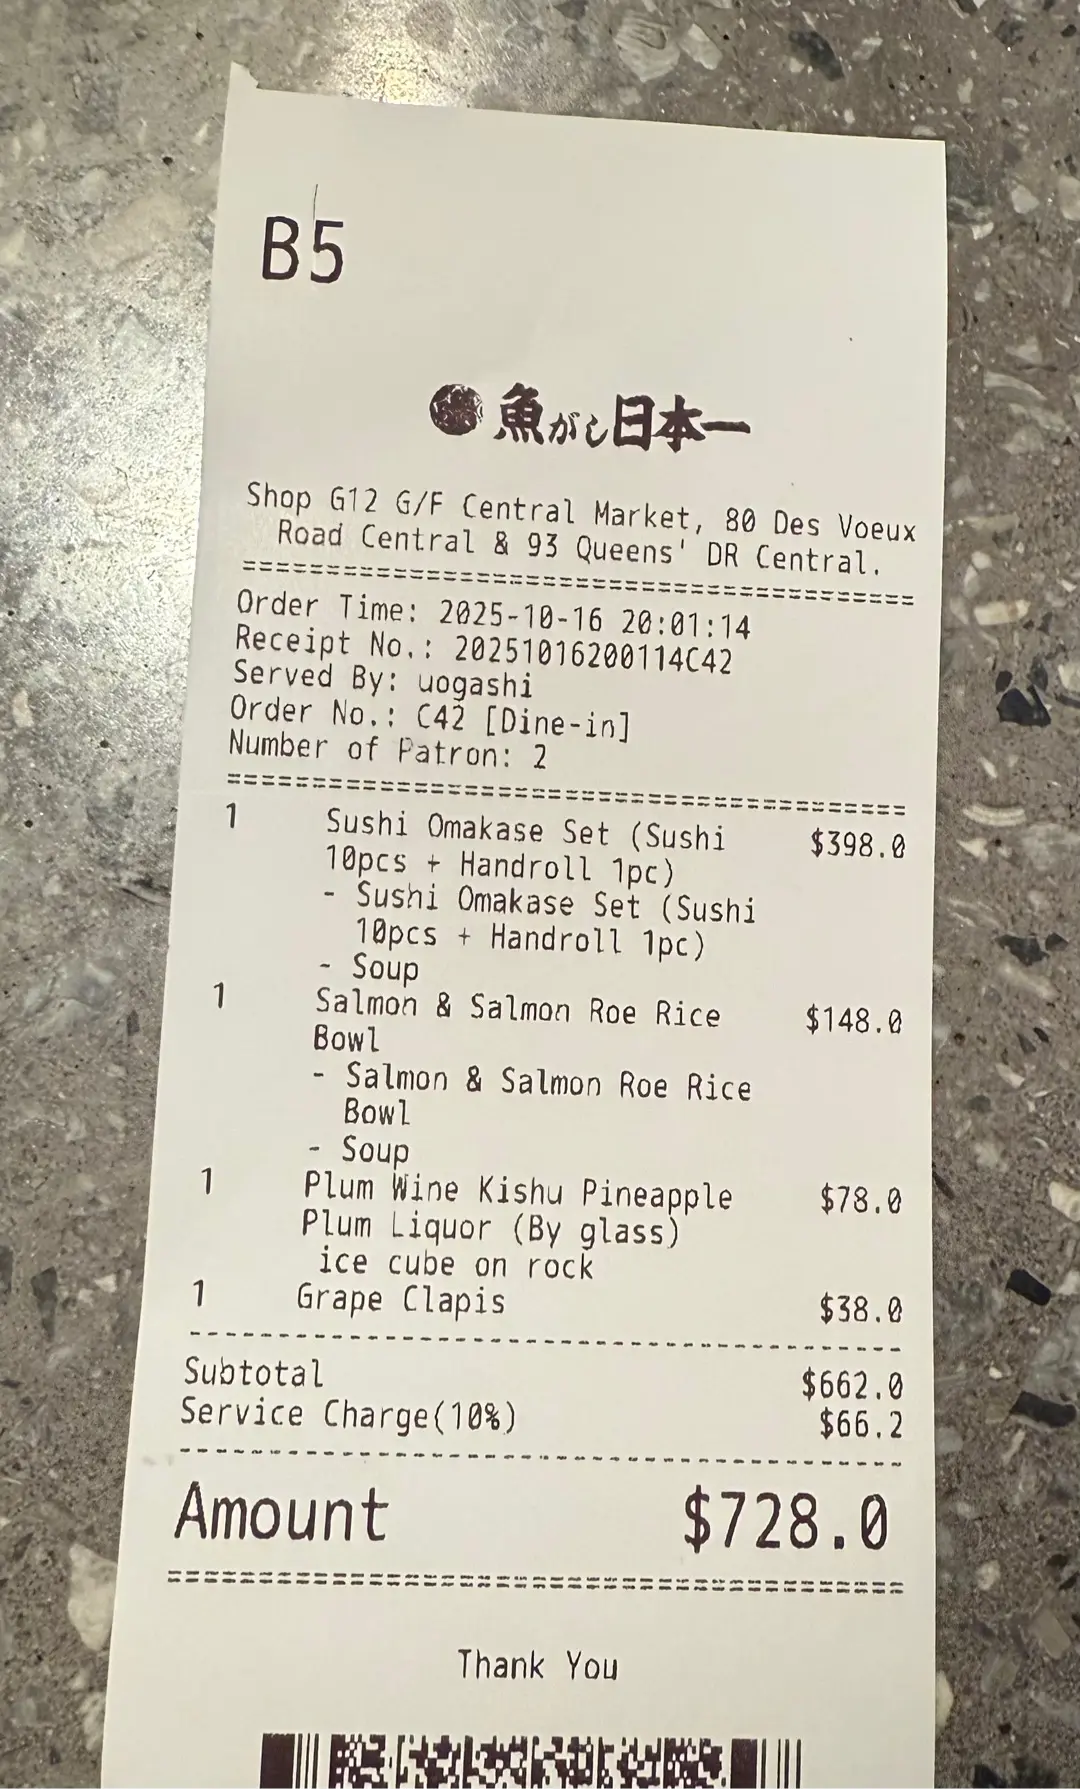 B5
魚がし日本一
Shop G12 G/F Central Market, 80 Des Voeux
Road Central & 93 Queens' DR Central.
========================================
Order Time: 2025-10-16 20:01:14
Receipt No.: 20251016200114C42
Served By: uogashi
Order No.: C42 [Dine-in]
Number of Patron: 2
========================================
1 Sushi Omakase Set (Sushi $398.0
10pcs + Handroll 1pc)
- Sushi Omakase Set (Sushi
10pcs + Handroll 1pc)
- Soup
1 Salmon & Salmon Roe Rice $148.0
Bowl
- Salmon & Salmon Roe Rice
Bowl
- Soup
1 Plum Wine Kishu Pineapple $78.0
Plum Liquor (By glass)
ice cube on rock
1 Grape Clapis $38.0
----------------------------------------
Subtotal $662.0
Service Charge(10%) $66.2
----------------------------------------
Amount $728.0
========================================
Thank You